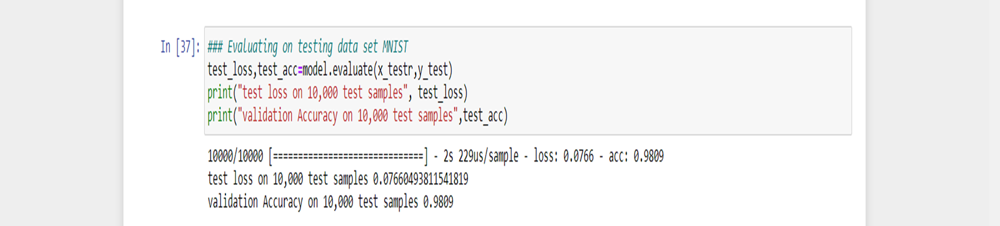 In [37]: ### Evaluating on testing data set MNIST
test_loss,test_acc=model.evaluate(x_testr,y_test)
print("test loss on 10,000 test samples", test_loss)
print("validation Accuracy on 10,000 test samples",test_acc)
10000/10000 [==============================] - 2s 229us/sample - loss: 0.0766 - acc: 0.9809
test loss on 10,000 test samples 0.07660493811541819
validation Accuracy on 10,000 test samples 0.9809